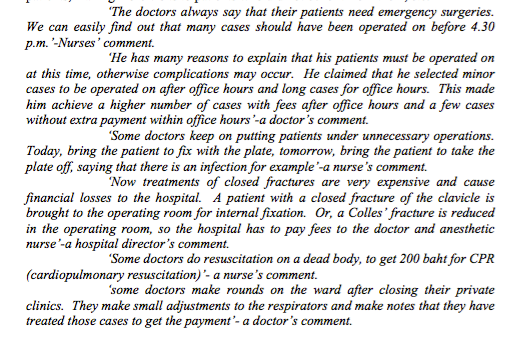 'The doctors always say that their patients need emergency surgeries.
We can easily find out that many cases should have been operated on before 4.30
p.m.'-Nurses' comment.
'He has many reasons to explain that his patients must be operated on
at this time, otherwise complications may occur. He claimed that he selected minor
cases to be operated on after office hours and long cases for office hours. This made
him achieve a higher number of cases with fees after office hours and a few cases
without extra payment within office hours'-a doctor's comment.
'Some doctors keep on putting patients under unnecessary operations.
Today, bring the patient to fix with the plate, tomorrow, bring the patient to take the
plate off, saying that there is an infection for example'-a nurse's comment.
'Now treatments of closed fractures are very expensive and cause
financial losses to the hospital. A patient with a closed fracture of the clavicle is
brought to the operating room for internal fixation. Or, a Colles' fracture is reduced
in the operating room, so the hospital has to pay fees to the doctor and anesthetic
nurse'-a hospital director's comment.
'Some doctors do resuscitation on a dead body, to get 200 baht for CPR
(cardiopulmonary resuscitation)'- a nurse's comment.
'some doctors make rounds on the ward after closing their private
clinics. They make small adjustments to the respirators and make notes that they have
treated those cases to get the payment'- a doctor's comment.